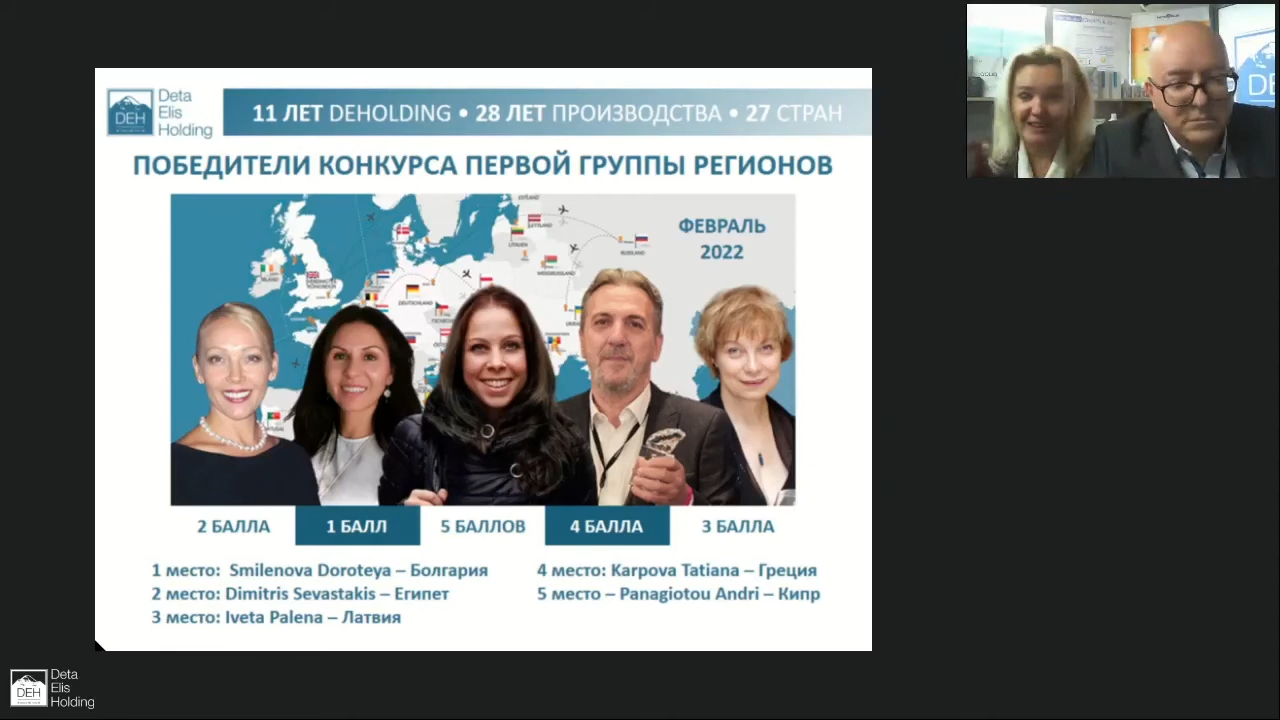 Deta
Elis
Holding
DEH
11 ЛЕТ DEHOLDING • 28 ЛЕТ ПРОИЗВОДСТВА • 27 СТРАН
ПОБЕДИТЕЛИ КОНКУРСА ПЕРВОЙ ГРУППЫ РЕГИОНОВ
ФЕВРАЛЬ
2022
RUSSLAND
WEISSRUSSLAND
DEUTSCHLAND
2 БАЛЛА
1 БАЛЛ
5 БАЛЛОВ
4 БАЛЛА
3 БАЛЛА
1 место: Smilenova Doroteya – Болгария
2 место: Dimitris Sevastakis – Египет
3 место: Iveta Palena – Латвия
4 место: Karpova Tatiana – Греция
5 место – Panagiotou Andri – Кипр
DEH
Deta
Elis
Holding